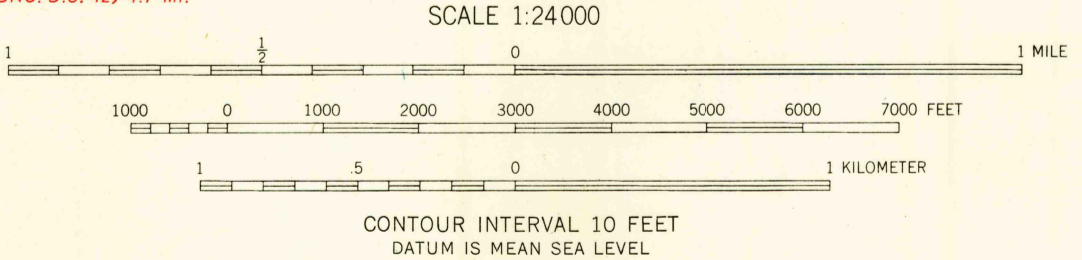 SCALE 1:24000
1 ½ 0 1 MILE
1000 0 1000 2000 3000 4000 5000 6000 7000 FEET
1 .5 0 1 KILOMETER
CONTOUR INTERVAL 10 FEET
DATUM IS MEAN SEA LEVEL